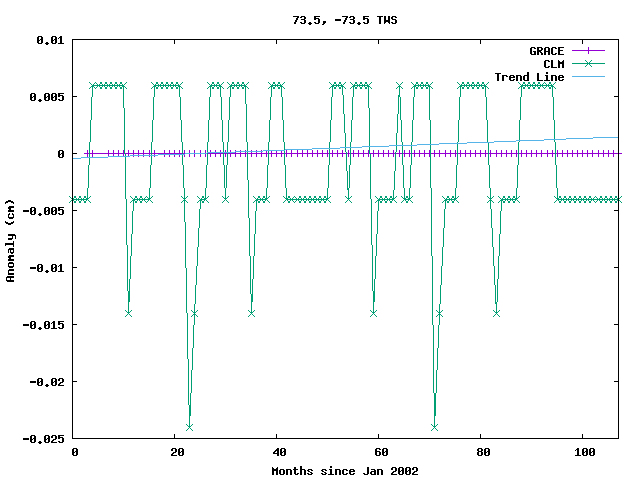 73.5, -73.5 TWS
0.01
0.005
0
-0.005
-0.01
-0.015
-0.02
-0.025
Anomaly (cm)
GRACE
CLM
Trend Line
0 20 40 60 80 100
Months since Jan 2002